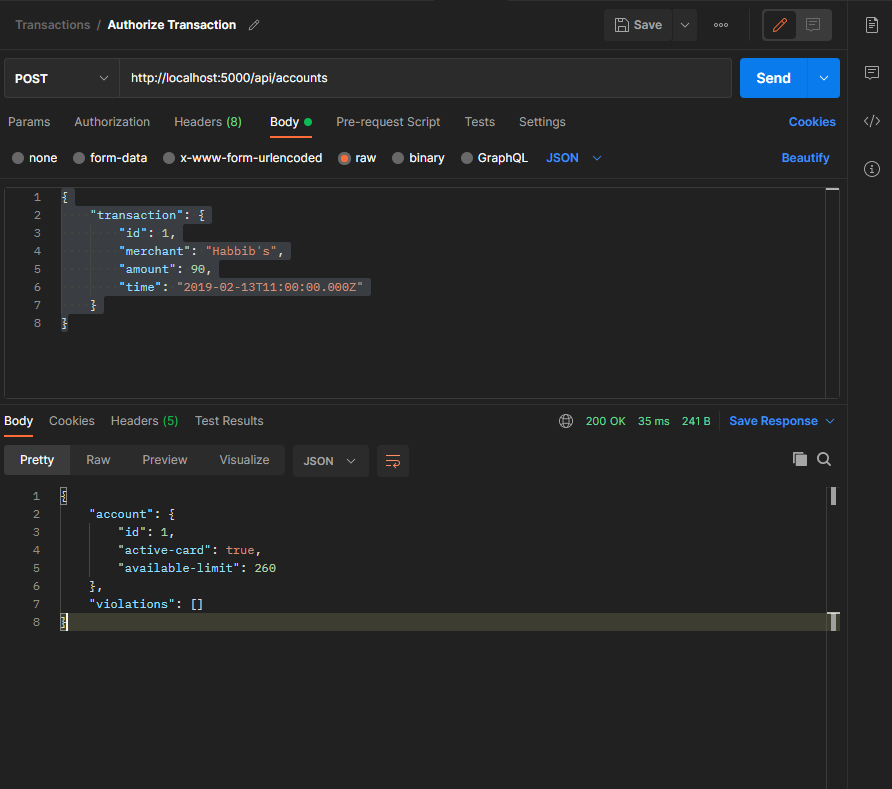 Transactions / Authorize Transaction
Save
POST
http://localhost:5000/api/accounts
Send
Params Authorization Headers (8) Body Pre-request Script Tests Settings Cookies
none form-data x-www-form-urlencoded raw binary GraphQL JSON Beautify
1 {
2 "transaction": {
3 "id": 1,
4 "merchant": "Habbib's",
5 "amount": 90,
6 "time": "2019-02-13T11:00:00.000Z"
7 }
8 }
Body Cookies Headers (5) Test Results 200 OK 35 ms 241 B Save Response
Pretty Raw Preview Visualize JSON
1 {
2 "account": {
3 "id": 1,
4 "active-card": true,
5 "available-limit": 260
6 },
7 "violations": []
8 }